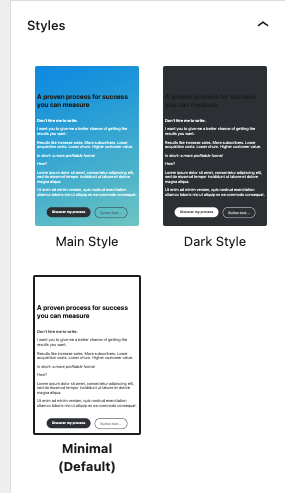 Styles
A proven process for success
you can measure
Don't hire me to write.
I want to give me a better chance of getting the
results you want.
Results like increase sales. More subscribers. Lower
acquisition costs. Lower churn. Higher customer value.
In short- a more profitable funnel
How?
Lorem ipsum dolor sit amet, consectetur adipiscing elit,
sed do eiusmod tempor incididunt ut labore et dolore
magna aliqua.
Ut enim ad minim veniam, quis nostrud exercitation
ullamco laboris nisi ut aliquip ex ea commodo consequat.
Discover my process
Button text...
Main Style
A proven process for success
you can measure
Don't hire me to write.
I want to give me a better chance of getting the
results you want.
Results like increase sales. More subscribers. Lower
acquisition costs. Lower churn. Higher customer value.
In short- a more profitable funnel
How?
Lorem ipsum dolor sit amet, consectetur adipiscing elit,
sed do eiusmod tempor incididunt ut labore et dolore
magna aliqua.
Ut enim ad minim veniam, quis nostrud exercitation
ullamco laboris nisi ut aliquip ex ea commodo consequat.
Discover my process
Button text...
Dark Style
A proven process for success
you can measure
Don't hire me to write.
I want to give me a better chance of getting the
results you want.
Results like increase sales. More subscribers. Lower
acquisition costs. Lower churn. Higher customer value.
In short- a more profitable funnel
How?
Lorem ipsum dolor sit amet, consectetur adipiscing elit,
sed do eiusmod tempor incididunt ut labore et dolore
magna aliqua.
Ut enim ad minim veniam, quis nostrud exercitation
ullamco laboris nisi ut aliquip ex ea commodo consequat.
Discover my process
Button text...
Minimal
(Default)